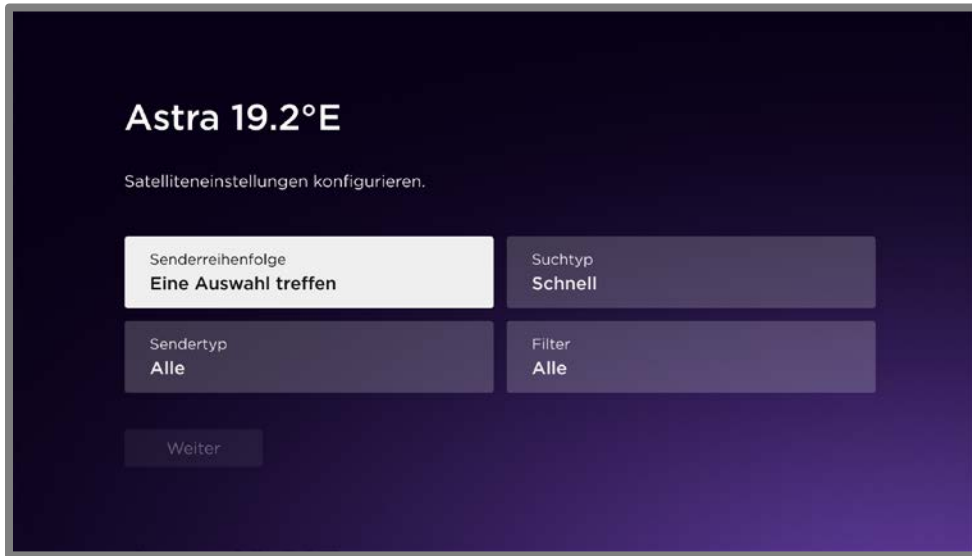 Astra 19.2°E
Satelliteneinstellungen konfigurieren.
Senderreihenfolge
Eine Auswahl treffen
Suchtyp
Schnell
Sendertyp
Alle
Filter
Alle
Weiter